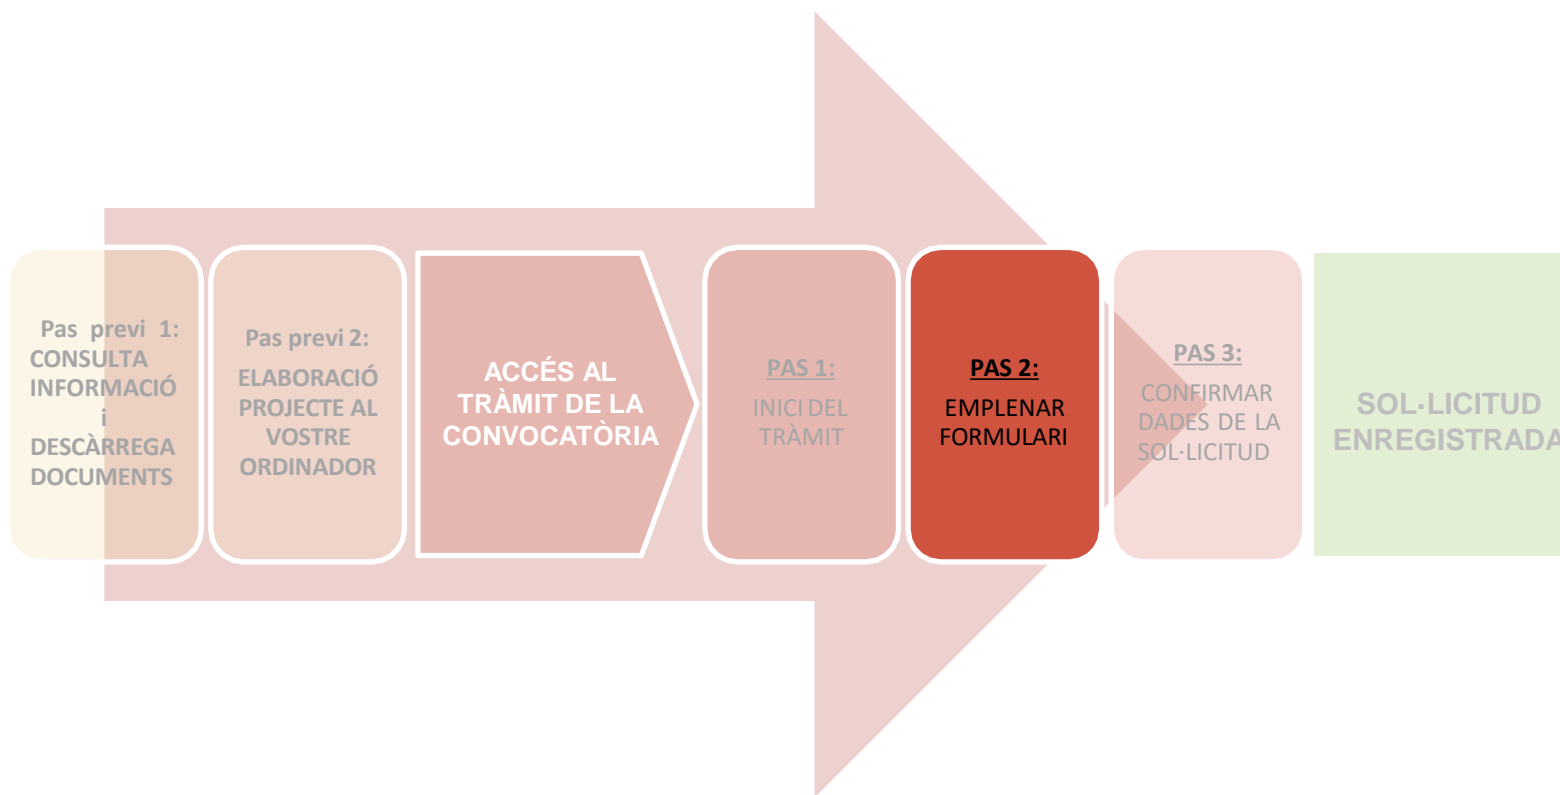 Pas previ 1:
CONSULTA
INFORMACIÓ
i
DESCÀRREGA
DOCUMENTS
Pas previ 2:
ELABORACIÓ
PROJECTE AL
VOSTRE
ORDINADOR
ACCÉS AL
TRÀMIT DE LA
CONVOCATÒRIA
PAS 1:
INICI DEL
TRÀMIT
PAS 2:
EMPLENAR
FORMULARI
PAS 3:
CONFIRMAR
DADES DE LA
SOL·LICITUD
SOL·LICITUD
ENREGISTRADA